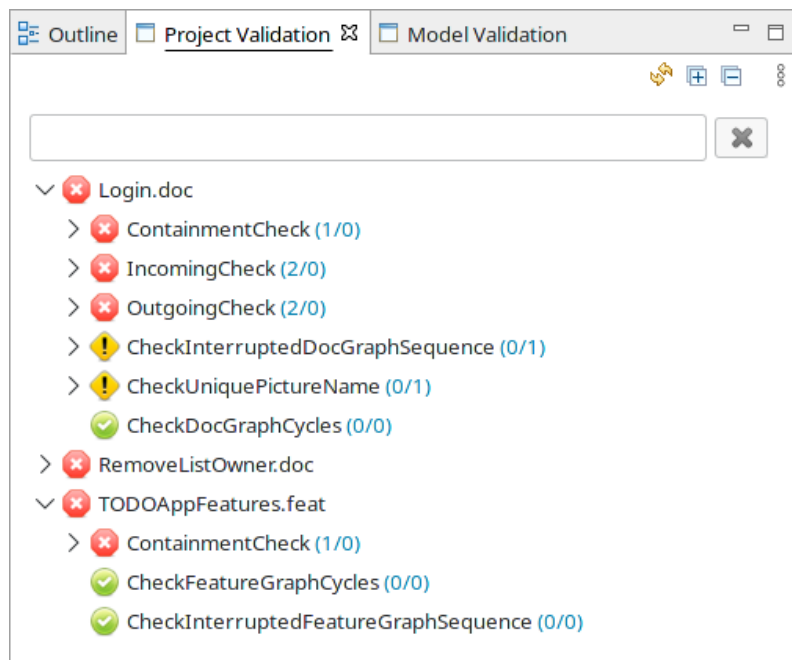 Outline Project Validation Model Validation
Login.doc
ContainmentCheck (1/0)
IncomingCheck (2/0)
OutgoingCheck (2/0)
CheckInterruptedDocGraphSequence (0/1)
CheckUniquePictureName (0/1)
CheckDocGraphCycles (0/0)
RemoveListOwner.doc
TODOAppFeatures.feat
ContainmentCheck (1/0)
CheckFeatureGraphCycles (0/0)
CheckInterruptedFeatureGraphSequence (0/0)